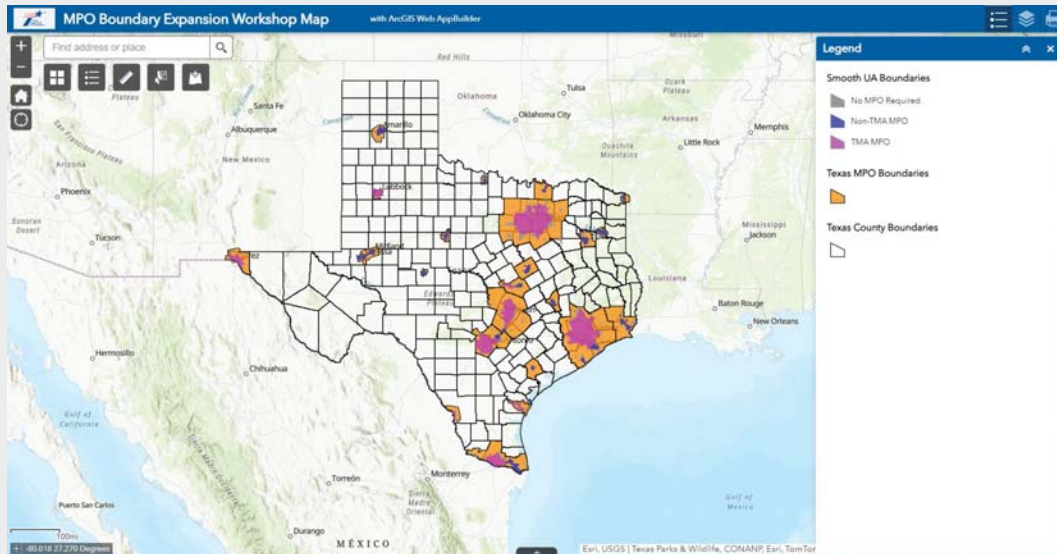 MPO Boundary Expansion Workshop Map
with ArcGIS Web AppBuilder
Find address or place
Legend
Smooth UA Boundaries
No MPO Required
Non-TMA MPO
TMA MPO
Texas MPO Boundaries
Texas County Boundaries
Missouri
Red Hills
Plateau
Santa Fe
Oklahoma
Tulsa
Ozark
Plateau
Canadian
Amarillo
Canadian
Oklahoma City
Arkansas
Memphis
Albuquerque
Little Rock
Ouachita
Mountains
Arizona
New Mexico
Phoenix
Lubbock
Sonoran
Desert
Mississippi
Jackson
Tucson
Midland
Louisiana
Edwards
Plateau
Baton Rouge
New Orleans
Hermosillo
Chihuahua
Gulf of
California
Monterrey
Torreón
Sierra
Madre
Oriental
Gulf of
Mexico
Puerto San Carlos
Durango
MÉXICO
100mi
-80.018 27.270 Degrees
Esri, USGS | Texas Parks & Wildlife, CONANP, Esri, TomTom